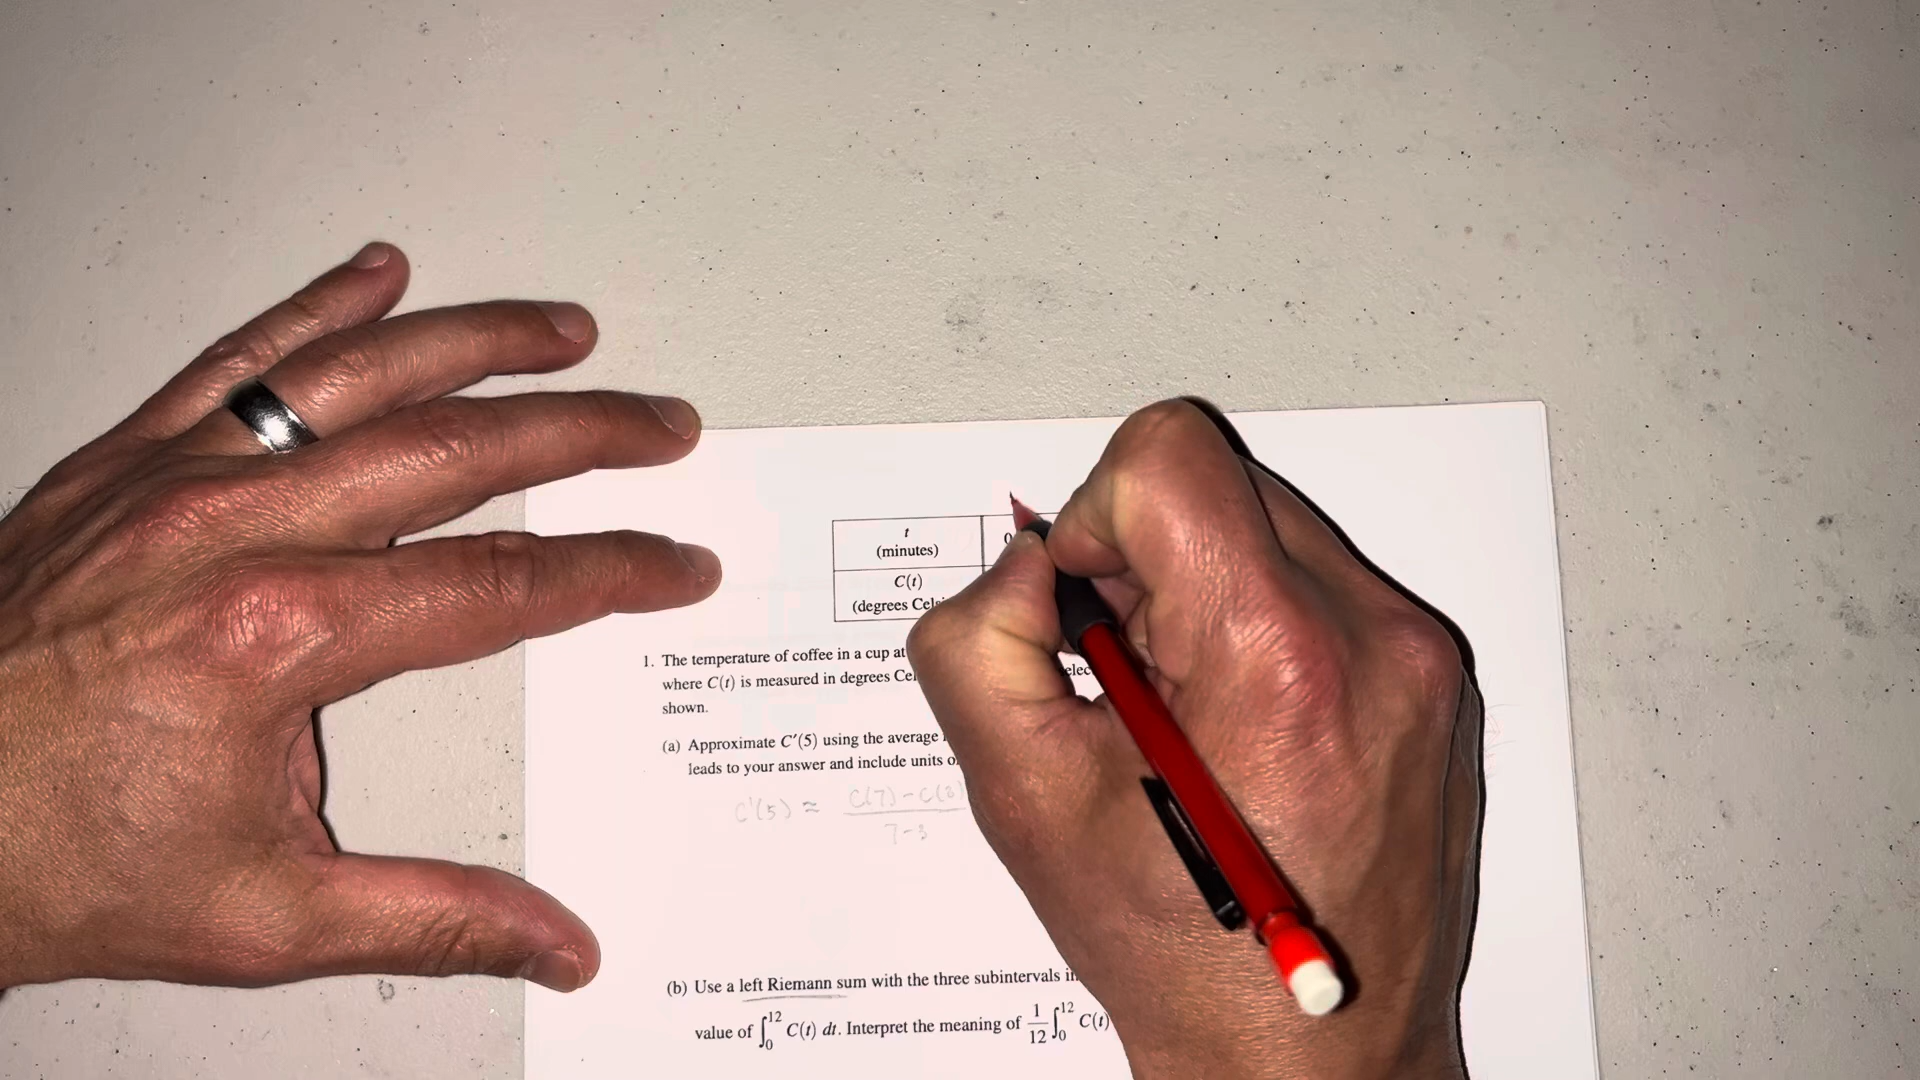 t
(minutes)
0
C(t)
(degrees
1. The temperature of coffee in a cup at
where C(t) is measured in degrees
shown.
(a) Approximate C′(5) using the average
leads to your answer and include units
C'(5) ≈ C(7) - C(3) / 7-3
(b) Use a left Riemann sum with the three subintervals
value of ∫₀¹² C(t) dt. Interpret the meaning of 1/12 ∫₀¹² C(t)